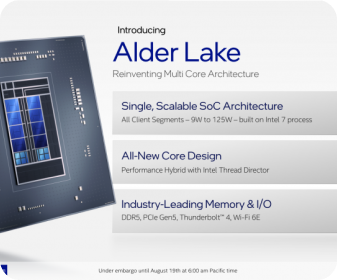 Introducing
Alder Lake
Reinventing Multi Core Architecture
Single, Scalable SoC Architecture
All Client Segments – 9W to 125W – built on Intel 7 process
All-New Core Design
Performance Hybrid with Intel Thread Director
Industry-Leading Memory & I/O
DDR5, PCIe Gen5, Thunderbolt™ 4, Wi-Fi 6E
Under embargo until August 19th at 6:00 am Pacific time